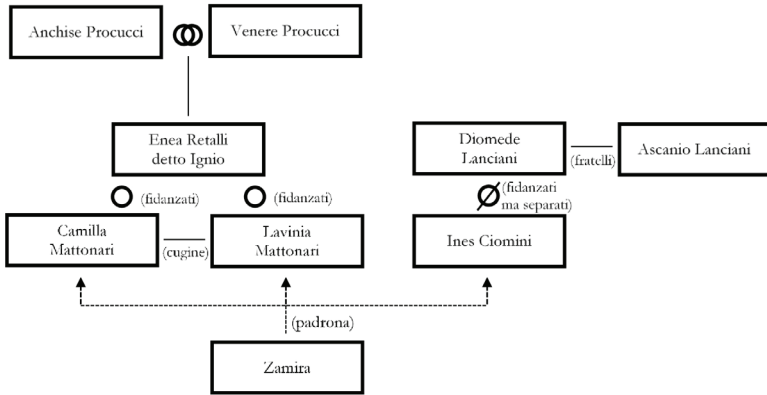 Anchise Procucci
Venere Procucci
Enea Retalli
detto Ignio
Diomede
Lanciani
(fratelli)
Ascanio Lanciani
(fidanzati)
(fidanzati)
(fidanzati
ma separati)
Camilla
Mattonari
(cugine)
Lavinia
Mattonari
Ines Ciomini
(padrona)
Zamira